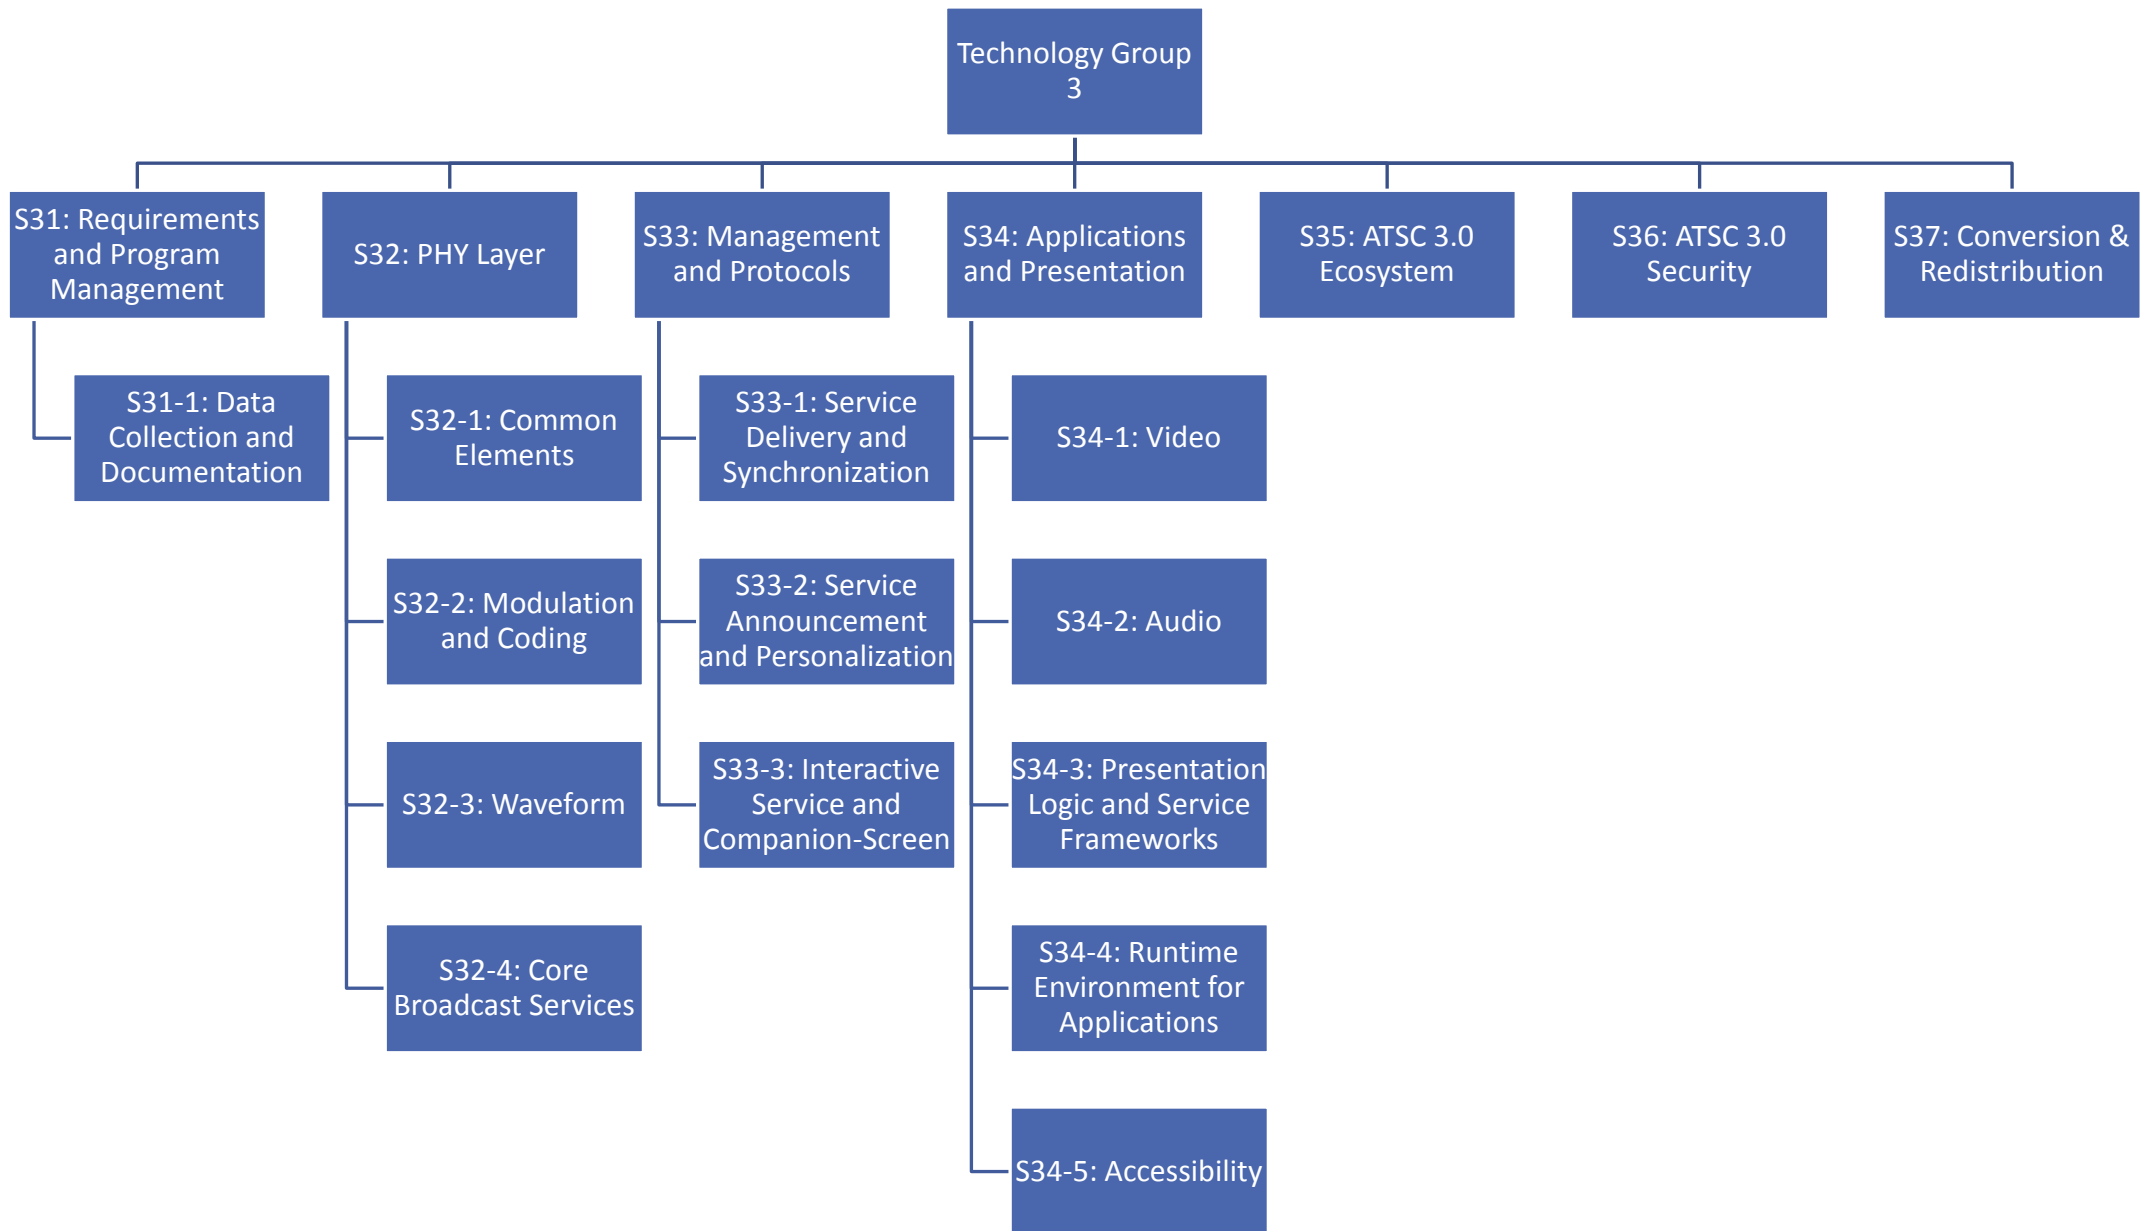 Technology Group
3
S31: Requirements
and Program
Management
S32: PHY Layer
S33: Management
and Protocols
S34: Applications
and Presentation
S35: ATSC 3.0
Ecosystem
S36: ATSC 3.0
Security
S37: Conversion &
Redistribution
S31-1: Data
Collection and
Documentation
S32-1: Common
Elements
S32-2: Modulation
and Coding
S32-3: Waveform
S32-4: Core
Broadcast Services
S33-1: Service
Delivery and
Synchronization
S33-2: Service
Announcement
and Personalization
S33-3: Interactive
Service and
Companion-Screen
S34-1: Video
S34-2: Audio
S34-3: Presentation
Logic and Service
Frameworks
S34-4: Runtime
Environment for
Applications
S34-5: Accessibility